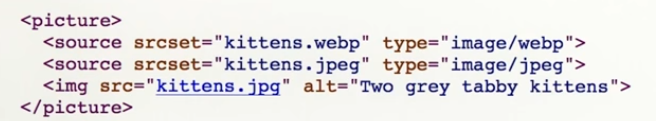 <picture>
<source srcset="kittens.webp" type="image/webp">
<source srcset="kittens.jpeg" type="image/jpeg">
<img src="kittens.jpg" alt="Two grey tabby kittens">
</picture>